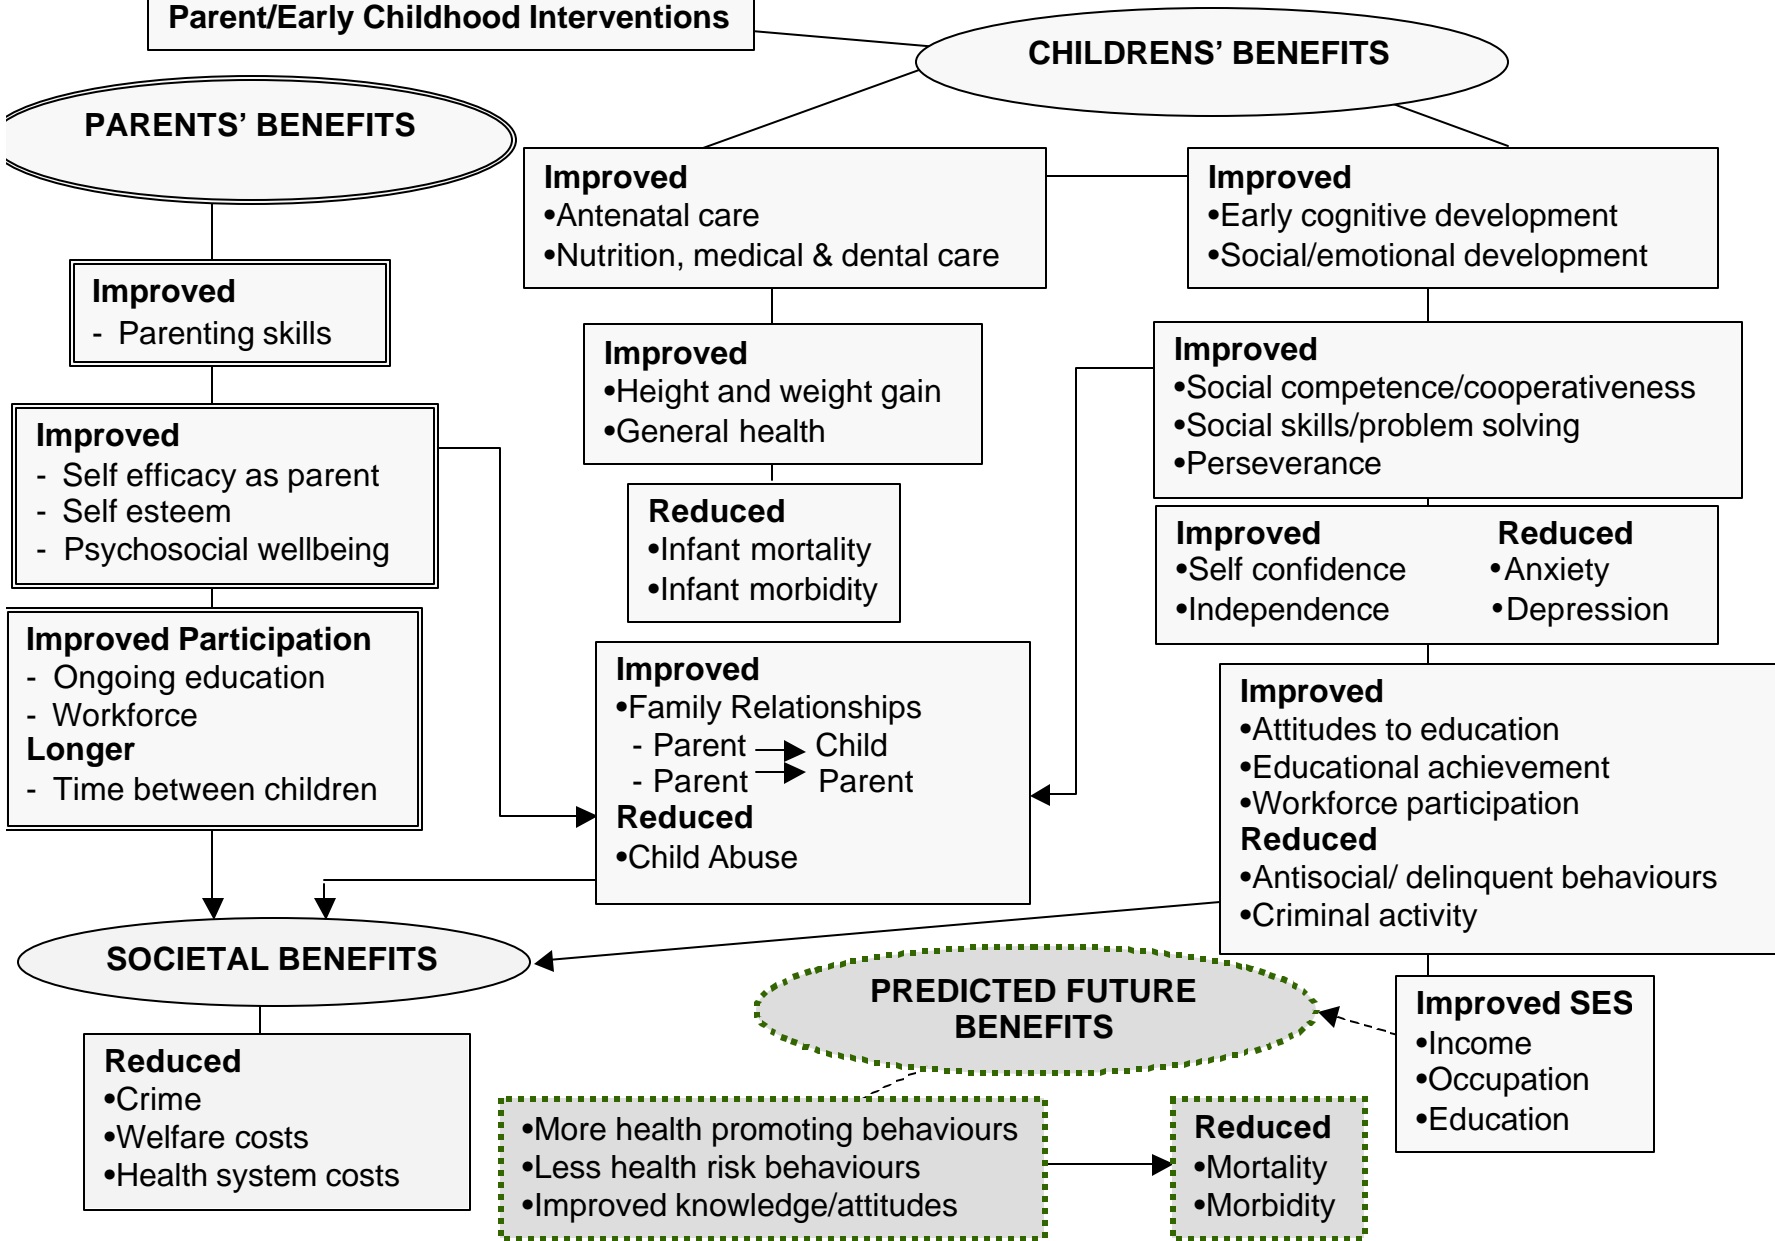 Parent/Early Childhood Interventions
CHILDRENS’ BENEFITS
PARENTS’ BENEFITS
Improved
- Parenting skills
Improved
- Self efficacy as parent
- Self esteem
- Psychosocial wellbeing
Improved Participation
- Ongoing education
- Workforce
Longer
- Time between children
Improved
•Antenatal care
•Nutrition, medical & dental care
Improved
•Height and weight gain
•General health
Reduced
•Infant mortality
•Infant morbidity
Improved
•Family Relationships
- Parent Child
- Parent Parent
Reduced
•Child Abuse
Improved
•Early cognitive development
•Social/emotional development
Improved
•Social competence/cooperativeness
•Social skills/problem solving
•Perseverance
Improved
•Self confidence
•Independence
Reduced
•Anxiety
•Depression
Improved
•Attitudes to education
•Educational achievement
•Workforce participation
Reduced
•Antisocial/ delinquent behaviours
•Criminal activity
SOCIETAL BENEFITS
Reduced
•Crime
•Welfare costs
•Health system costs
PREDICTED FUTURE
BENEFITS
Improved SES
•Income
•Occupation
•Education
•More health promoting behaviours
•Less health risk behaviours
•Improved knowledge/attitudes
Reduced
•Mortality
•Morbidity